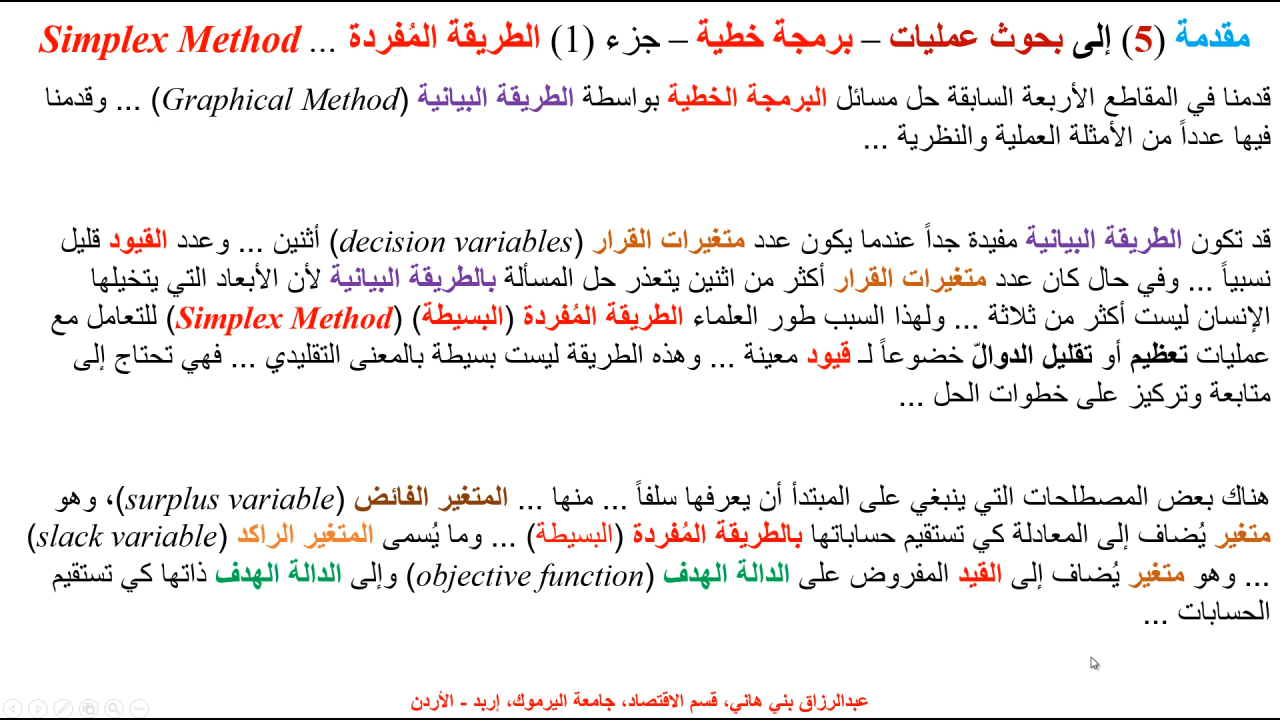 مقدمة (5) إلى بحوث عمليات – برمجة خطية – جزء (1) الطريقة المُفردة ... Simplex Method
قدمنا في المقاطع الأربعة السابقة حل مسائل البرمجة الخطية بواسطة الطريقة البيانية (Graphical Method) ... وقدمنا
فيها عدداً من الأمثلة العملية والنظرية ...
قد تكون الطريقة البيانية مفيدة جداً عندما يكون عدد متغيرات القرار (decision variables) أثنين ... وعدد القيود قليل
نسبياً ... وفي حال كان عدد متغيرات القرار أكثر من اثنين يتعذر حل المسألة بالطريقة البيانية لأن الأبعاد التي يتخيلها
الإنسان ليست أكثر من ثلاثة ... ولهذا السبب طور العلماء الطريقة المُفردة (البسيطة) (Simplex Method) للتعامل مع
عمليات تعظيم أو تقليل الدوالّ خضوعاً لـ قيود معينة ... وهذه الطريقة ليست بسيطة بالمعنى التقليدي ... فهي تحتاج إلى
متابعة وتركيز على خطوات الحل ...
هناك بعض المصطلحات التي ينبغي على المبتدأ أن يعرفها سلفاً ... منها ... المتغير الفائض (surplus variable)، وهو
متغير يُضاف إلى المعادلة كي تستقيم حساباتها بالطريقة المُفردة (البسيطة) ... وما يُسمى المتغير الراكد (slack variable)
... وهو متغير يُضاف إلى القيد المفروض على الدالة الهدف (objective function) وإلى الدالة الهدف ذاتها كي تستقيم
الحسابات ...
عبدالرزاق بني هاني، قسم الاقتصاد، جامعة اليرموك، إربد - الأردن